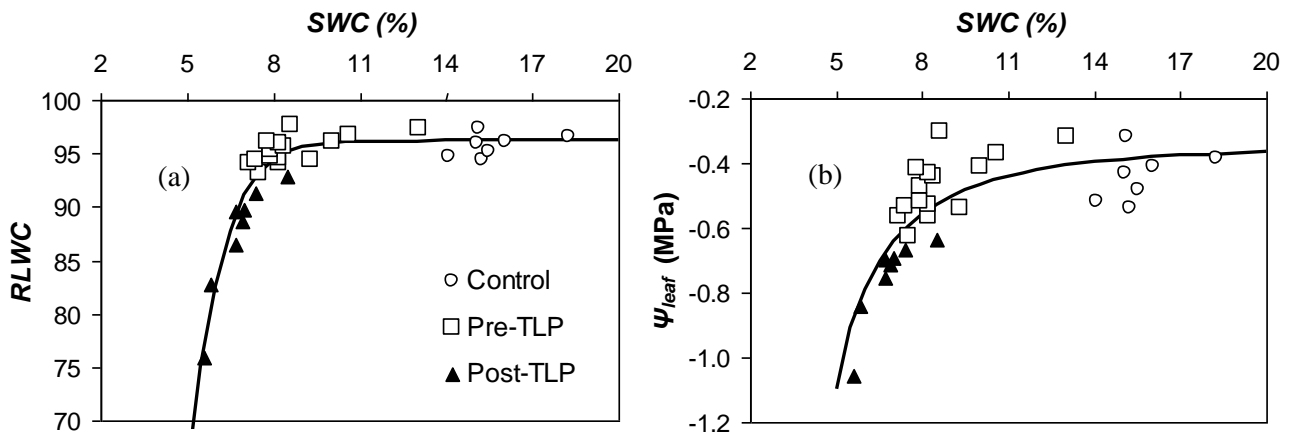 SWC (%)
2 5 8 11 14 17 20
100
95
90
85
80
75
70
RLWC
(a)
Control
Pre-TLP
Post-TLP
SWC (%)
2 5 8 11 14 17 20
-0.2
-0.4
-0.6
-0.8
-1.0
-1.2
Ψleaf (MPa)
(b)